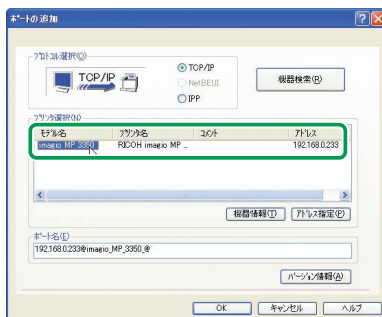 ﾎﾟｰﾄの追加
ﾌﾟﾛﾄｺﾙ選択(O)
TCP/IP
TCP/IP
NetBEUI
IPP
機器検索(R)
ﾌﾟﾘﾝﾀ選択(N)
ﾓﾃﾞﾙ名 ﾌﾟﾘﾝﾀ名 ｺﾒﾝﾄ ｱﾄﾞﾚｽ
imagio MP 3350 RICOH imagio MP ... 192.168.0.233
機器情報(T) ｱﾄﾞﾚｽ指定(P)
ﾎﾟｰﾄ名(E)
192.168.0.233@imagio_MP_3350_@
ﾊﾞｰｼﾞｮﾝ情報(A)
OK ｷｬﾝｾﾙ ﾍﾙﾌﾟ